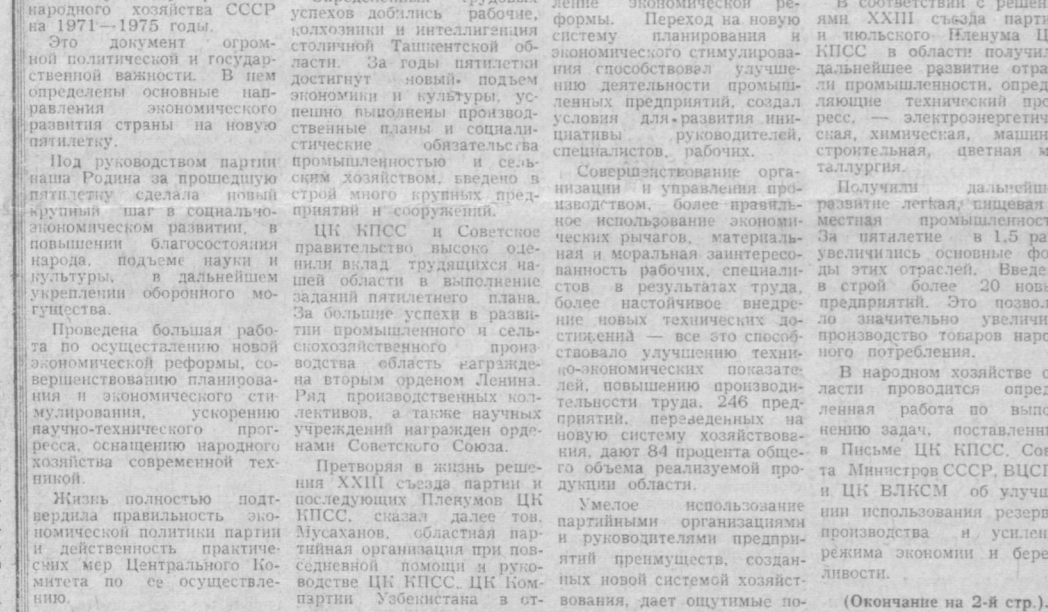 народного хозяйства СССР
на 1971—1975 годы.
Это документ огром-
ной политической и государ-
ственной важности. В нем
определены основные нап-
равления экономического
развития страны на новую
пятилетку.
Под руководством партии
наша Родина за прошедшую
пятилетку сделала новый
крупный шаг в социально-
экономическом развитии, в
повышении благосостояния
народа, подъеме науки и
культуры, в дальнейшем
укреплении оборонного мо-
гущества.
Проведена большая рабо-
та по осуществлению новой
экономической реформы, со-
вершенствованию планирова-
ния и экономического сти-
мулирования, ускорению
научно-технического прог-
ресса, оснащению народного
хозяйства современной тех-
никой.
Жизнь полностью подт-
вердила правильность эко-
номической политики партии
и действенность практиче-
ских мер Центрального Ко-
митета по ее осуществле-
нию.
успехов добились рабочие,
колхозники и интеллигенция
столичной Ташкентской об-
ласти. За годы пятилетки
достигнут новый подъем
экономики и культуры, ус-
пешно выполнены производ-
ственные планы и социали-
стические обязательства
промышленностью и сель-
ским хозяйством, введено в
строй много крупных пред-
приятий и сооружений.
ЦК КПСС и Советское
правительство высоко оце-
нили вклад трудящихся на-
шей области в выполнение
заданий пятилетнего плана.
За большие успехи в разви-
тии промышленного и сель-
скохозяйственного произ-
водства область награжде-
на вторым орденом Ленина.
Ряд производственных кол-
лективов, а также научных
учреждений награжден орде-
нами Советского Союза.
Претворяя в жизнь реше-
ния XXIII съезда партии и
последующих Пленумов ЦК
КПСС, сказал далее тов.
Мусаханов, областная пар-
тийная организация при пов-
седневной помощи и руко-
водстве ЦК КПСС, ЦК Ком-
партии Узбекистана в от-
ление экономической ре-
формы. Переход на новую
систему планирования и
экономического стимулирова-
ния способствовал улучше-
нию деятельности промыш-
ленных предприятий, создал
условия для развития ини-
циативы руководителей,
специалистов, рабочих.
Совершенствование орга-
низации и управления про-
изводством, более правиль-
ное использование экономи-
ческих рычагов, материаль-
ная и моральная заинтересо-
ванность рабочих, специали-
стов в результатах труда,
более настойчивое внедре-
ние новых технических до-
стижений — все это способ-
ствовало улучшению техни-
ко-экономических показате-
лей, повышению производи-
тельности труда. 246 пред-
приятий, переведенных на
новую систему хозяйствова-
ния, дают 84 процента обще-
го объема реализуемой про-
дукции области.
Умелое использование
партийными организациями
и руководителями предпри-
ятий преимуществ, создан-
ных новой системой хозяйст-
вования, дает ощутимые по-
В соответствии с решен
ями XXIII съезда парти
и июльского Пленума Ц
КПСС в области получил
дальнейшее развитие отра
ли промышленности, опред
ляющие технический про
ресс, — электроэнергетич
ская, химическая, машин
строительная, цветная м
таллургия.
Получили дальнейш
развитие легкая, пищевая
местная промышленност
За пятилетие в 1,5 ра
увеличились основные фо
ды этих отраслей. Введе
в строй более 20 новы
предприятий. Это позвол
ло значительно увеличи
производство товаров наро
ного потребления.
В народном хозяйстве о
ласти проводится опред
ленная работа по выпо
нению задач, поставленн
в Письме ЦК КПСС, Сов
та Министров СССР, ВЦСП
и ЦК ВЛКСМ об улучш
нии использования резерв
производства и усилен
режима экономии и бере
ливости.
(Окончание на 2-й стр.).